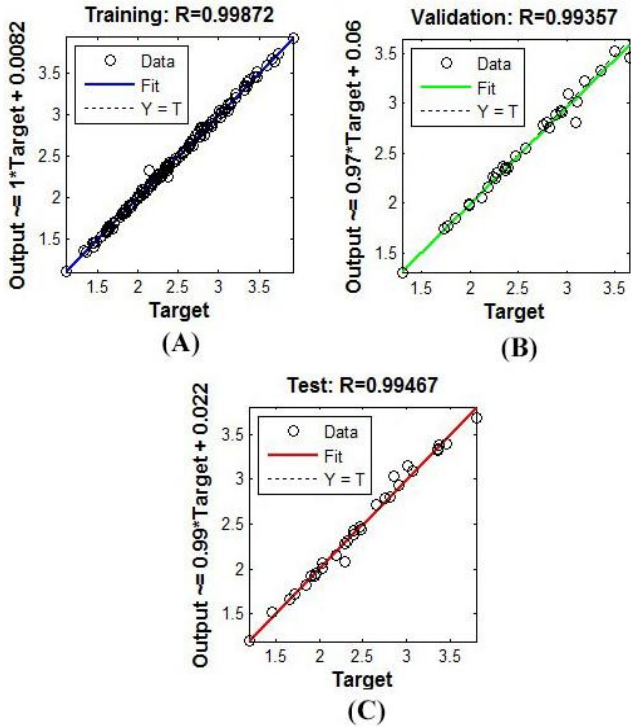 Training: R=0.99872
Output ~= 1*Target + 0.0082
3.5
3
2.5
2
1.5
Data
Fit
Y = T
1.5
2
2.5
3
3.5
Target
(A)
Validation: R=0.99357
Output ~= 0.97*Target + 0.06
3.5
3
2.5
2
1.5
Data
Fit
Y = T
1.5
2
2.5
3
3.5
Target
(B)
Test: R=0.99467
Output ~= 0.99*Target + 0.022
3.5
3
2.5
2
1.5
Data
Fit
Y = T
1.5
2
2.5
3
3.5
Target
(C)